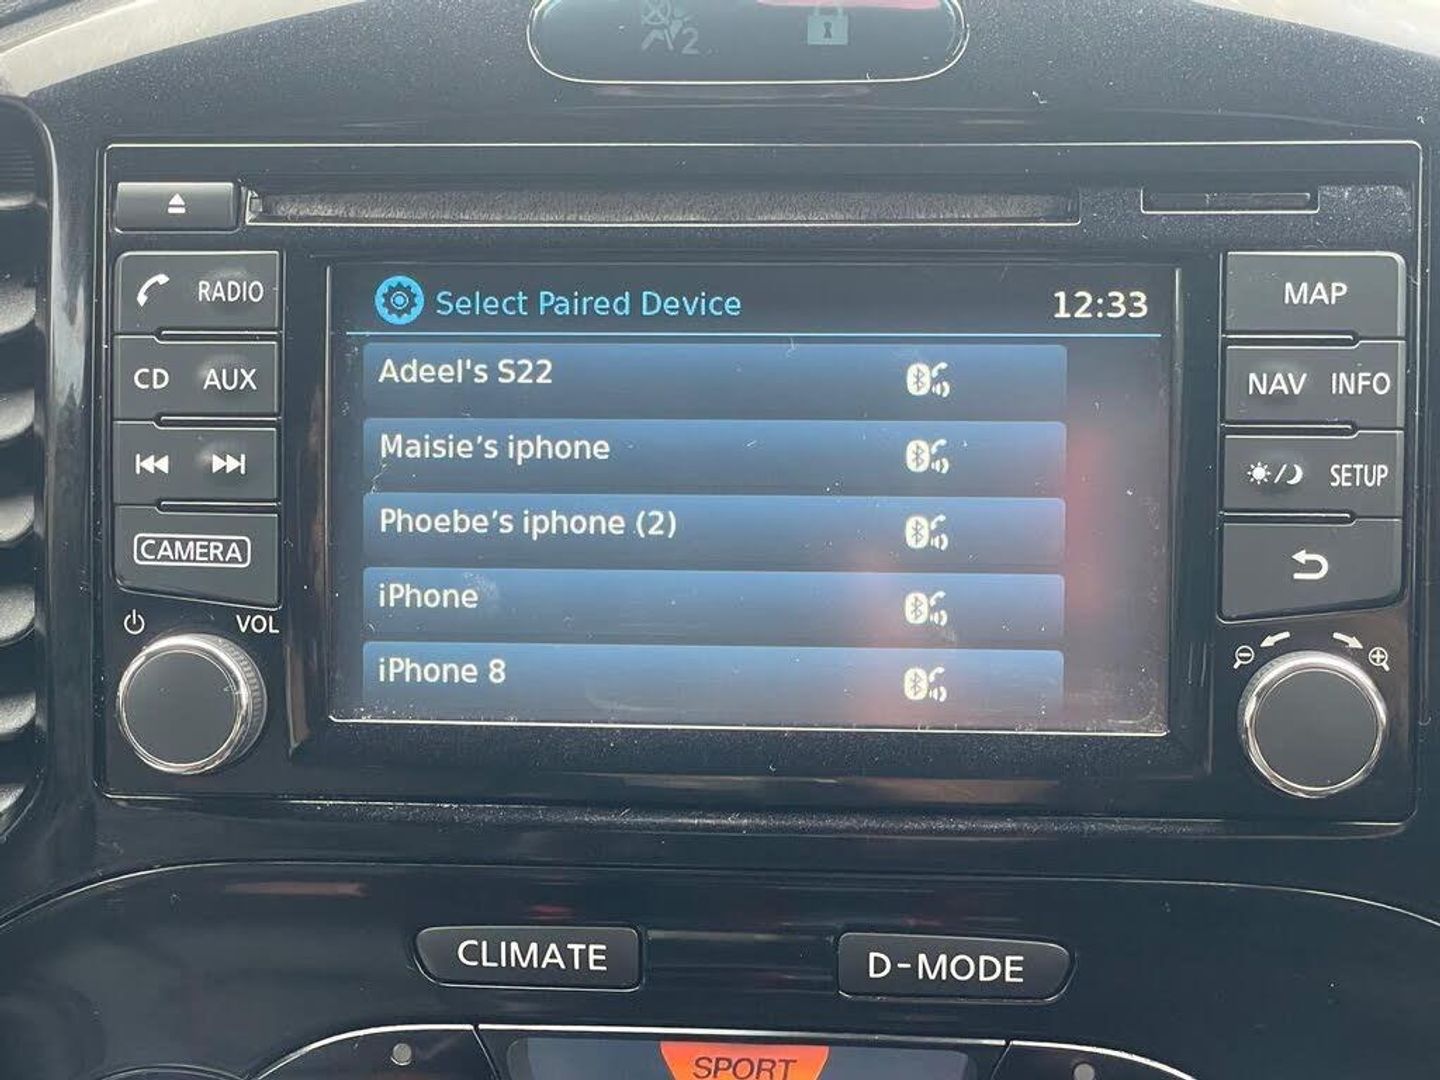 2
Select Paired Device 12:33
Adeel's S22
Maisie’s iphone
Phoebe’s iphone (2)
iPhone
iPhone 8
RADIO
CD AUX
CAMERA
VOL
MAP
NAV INFO
SETUP
CLIMATE
D-MODE
SPORT